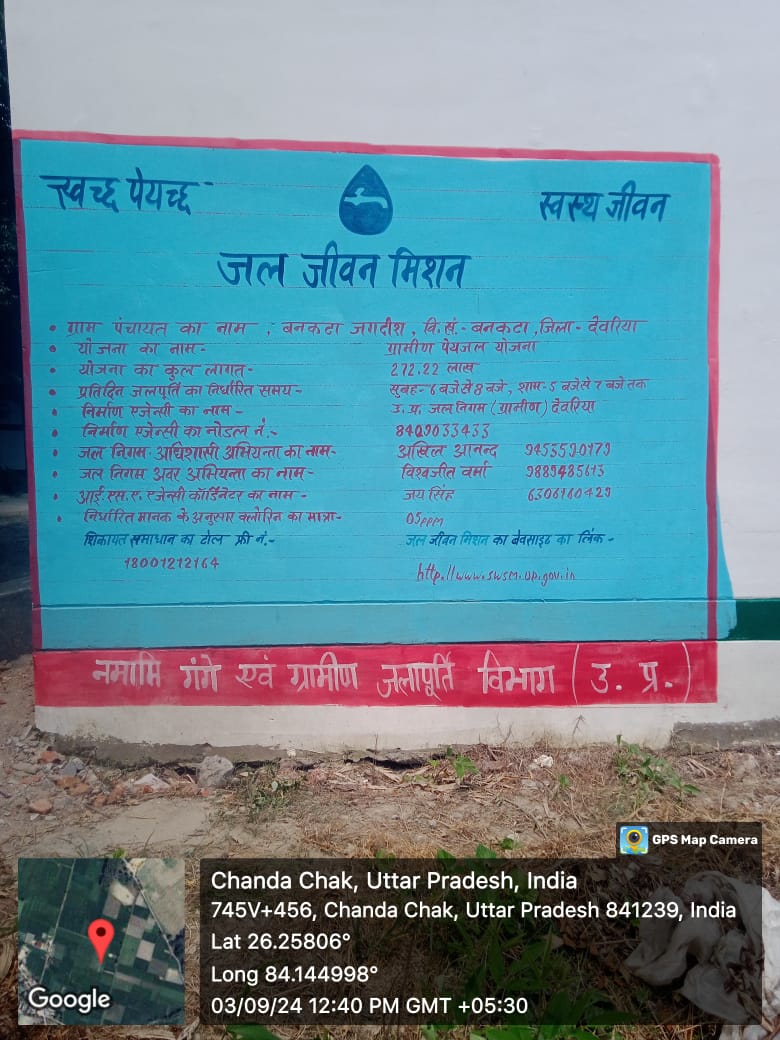 स्वच्छ पेयच्छ
स्वस्थ जीवन
जल जीवन मिशन
• ग्राम पंचायत का नाम , बनकटा जगदीश , वि.सं.- बनकटा ,जिला- देवरिया
• योजना का नाम- ग्रामीण पेयजल योजना
• योजना का कुल लागत- 272.22 लाख
• प्रतिदिन जलपूर्ति का निर्धारित समय- सुबह- 6 बजे से 8 बजे , शाम- 5 बजे से 7 बजे तक
• निर्माण एजेन्सी का नाम- उ.प्र. जल निगम (ग्रामीण) देवरिया
• निर्माण एजेन्सी का नोडल नं.- 8409033433
• जल निगम अधिशासी अभियन्ता का नाम- अखिल आनन्द
• जल निगम अवर अभियन्ता का नाम- विश्वजीत वर्मा 9889485613
• आई.एस.ए. एजेन्सी कॉर्डिनेटर का नाम- जय सिंह 6306160429
• निर्धारित मानक के अनुसार क्लोरिन का मात्रा- 05PPM
शिकायत समाधान का टोल फ्री नं.- जल जीवन मिशन का बेवसाइट का लिंक -
18001212164 http.//www.swsm.up.gov.in
नमामि गंगे एवं ग्रामीण जलापूर्ति विभाग (उ. प्र.)
GPS Map Camera
Chanda Chak, Uttar Pradesh, India
745V+456, Chanda Chak, Uttar Pradesh 841239, India
Lat 26.25806°
Long 84.144998°
03/09/24 12:40 PM GMT +05:30
Google